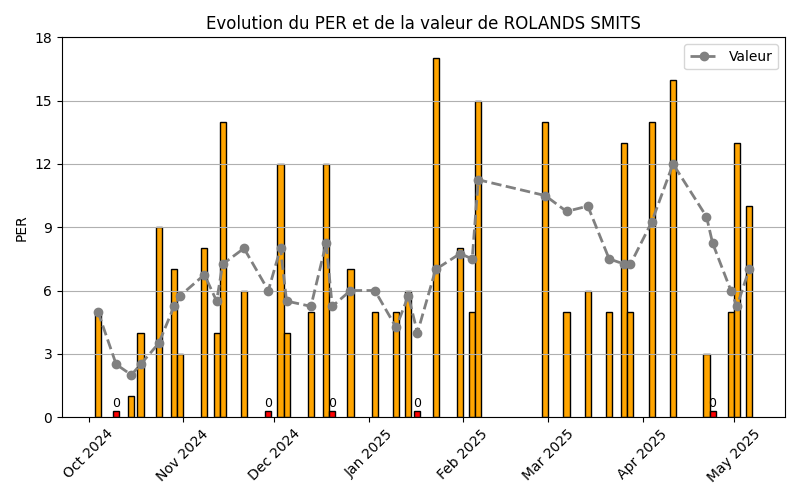 Evolution du PER et de la valeur de ROLANDS SMITS
Valeur
PER
18
15
12
9
6
3
0
0
0
0
0
0
Oct 2024
Nov 2024
Dec 2024
Jan 2025
Feb 2025
Mar 2025
Apr 2025
May 2025